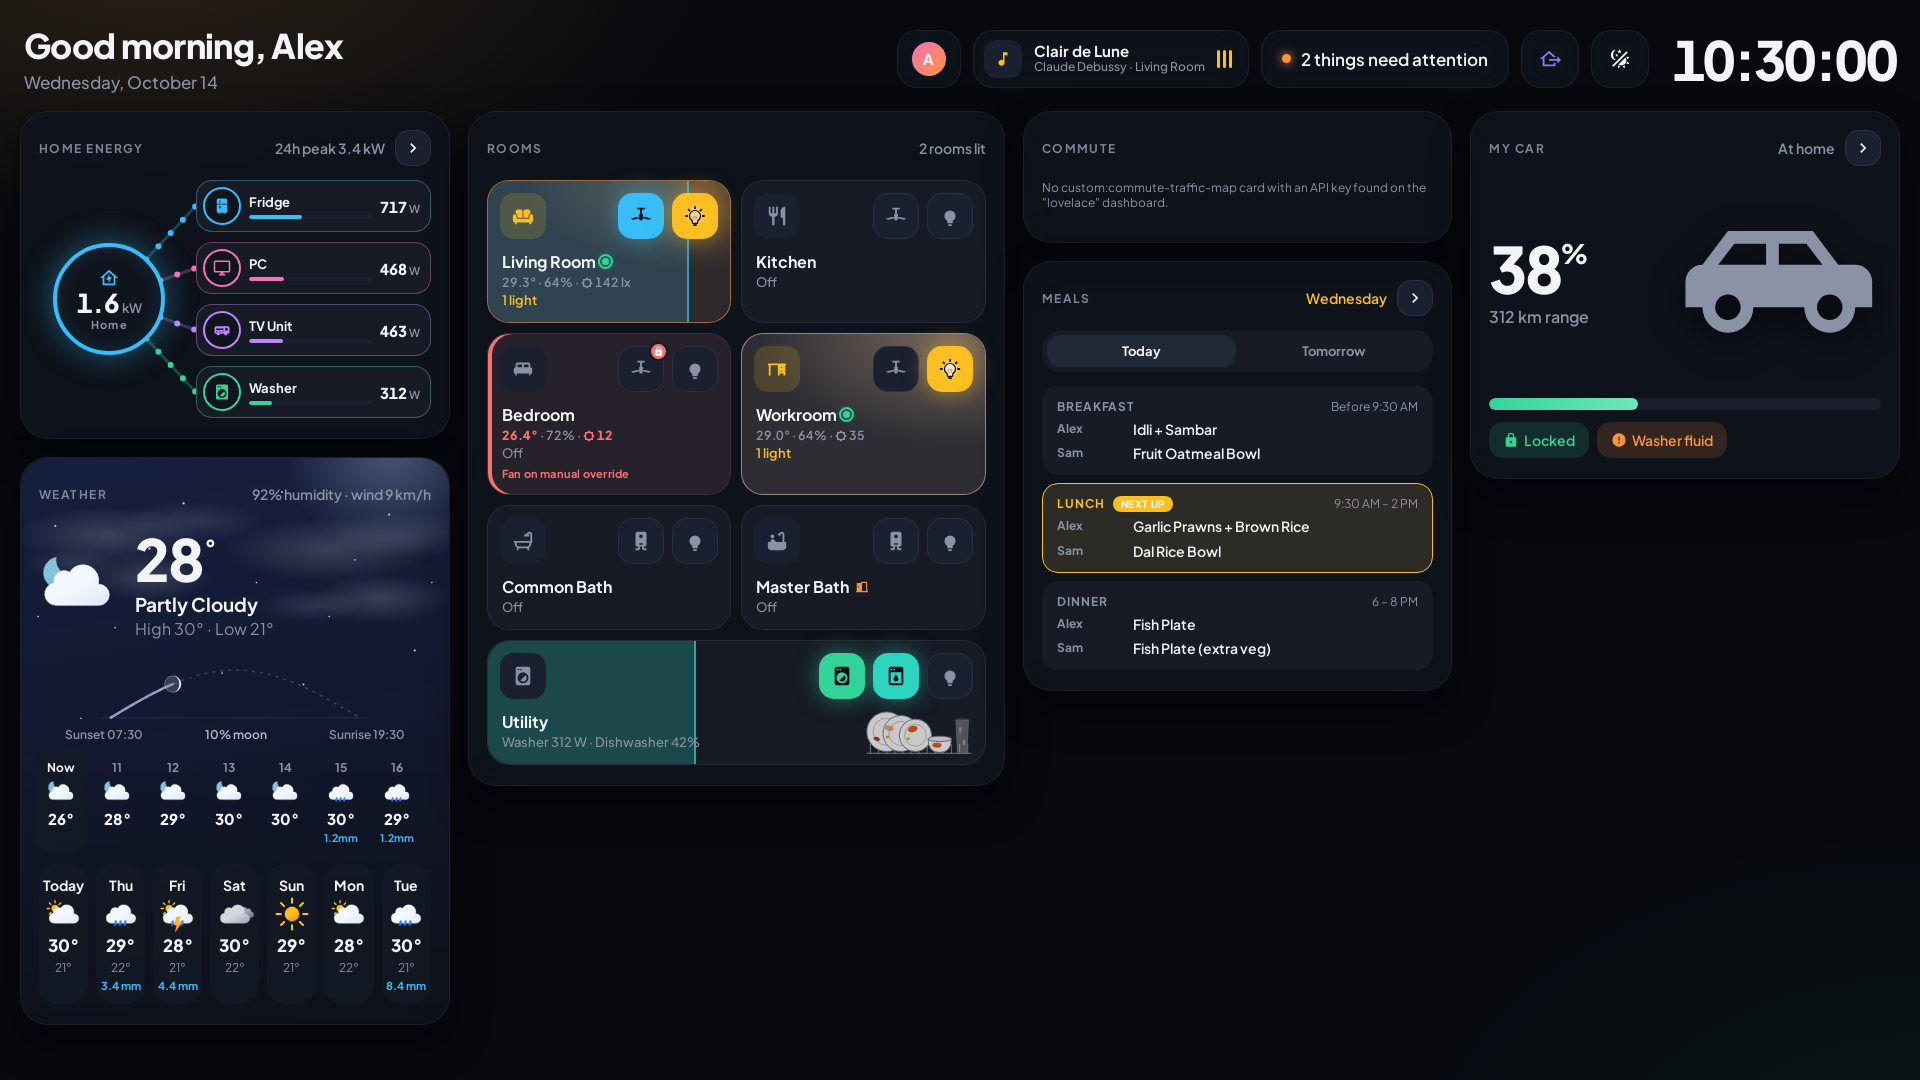 Good morning, Alex
Wednesday, October 14
A
Clair de Lune
Claude Debussy · Living Room
2 things need attention
10:30:00
HOME ENERGY
24h peak 3.4 kW
1.6 kW
Home
Fridge
717 W
PC
468 W
TV Unit
463 W
Washer
312 W
WEATHER
92% humidity · wind 9 km/h
28°
Partly Cloudy
High 30° · Low 21°
Sunset 07:30
10% moon
Sunrise 19:30
Now 11 12 13 14 15 16
26° 28° 29° 30° 30° 30° 29°
1.2mm 1.2mm
Today Thu Fri Sat Sun Mon Tue
30° 29° 28° 30° 29° 28° 30°
21° 22° 21° 22° 21° 22° 21°
3.4 mm 4.4 mm 8.4 mm
ROOMS
2 rooms lit
Living Room
29.3° · 64% · 142 lx
1 light
Kitchen
Off
Bedroom
26.4° · 72% · 12
Off
Fan on manual override
Workroom
29.0° · 64% · 35
1 light
Common Bath
Off
Master Bath
Off
Utility
Washer 312 W · Dishwasher 42%
COMMUTE
No custom:commute-traffic-map card with an API key found on the
"lovelace" dashboard.
MEALS
Wednesday
Today
Tomorrow
BREAKFAST
Before 9:30 AM
Alex Idli + Sambar
Sam Fruit Oatmeal Bowl
LUNCH NEXT UP
9:30 AM – 2 PM
Alex Garlic Prawns + Brown Rice
Sam Dal Rice Bowl
DINNER
6 – 8 PM
Alex Fish Plate
Sam Fish Plate (extra veg)
MY CAR
At home
38%
312 km range
Locked
Washer fluid